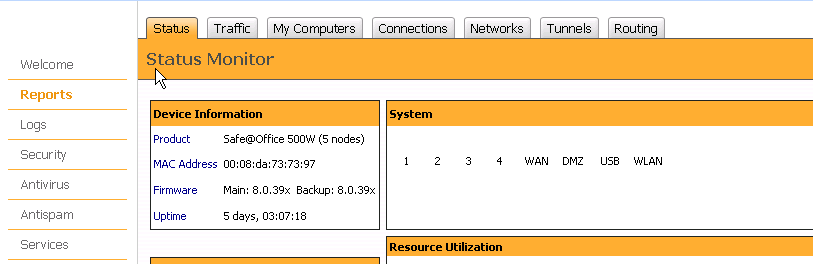 Status Traffic My Computers Connections Networks Tunnels Routing
Status Monitor
Welcome
Reports
Logs
Security
Antivirus
Antispam
Services
Device Information
Product Safe@Office 500W (5 nodes)
MAC Address 00:08:da:73:73:97
Firmware Main: 8.0.39x Backup: 8.0.39x
Uptime 5 days, 03:07:18
System
1 2 3 4 WAN DMZ USB WLAN
Resource Utilization